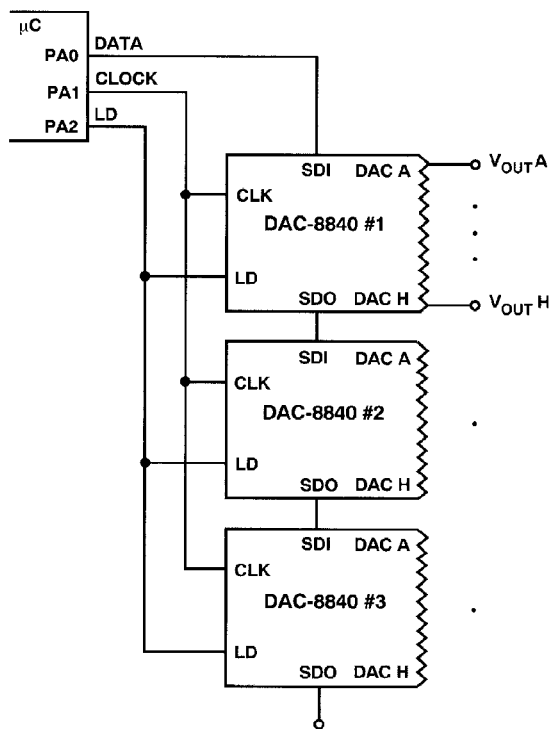 μC
PA0 DATA
PA1 CLOCK
PA2 LD
SDI DAC A
VOUT A
CLK
DAC-8840 #1
LD
SDO DAC H
VOUT H
SDI DAC A
CLK
DAC-8840 #2
LD
SDO DAC H
SDI DAC A
CLK
DAC-8840 #3
LD
SDO DAC H